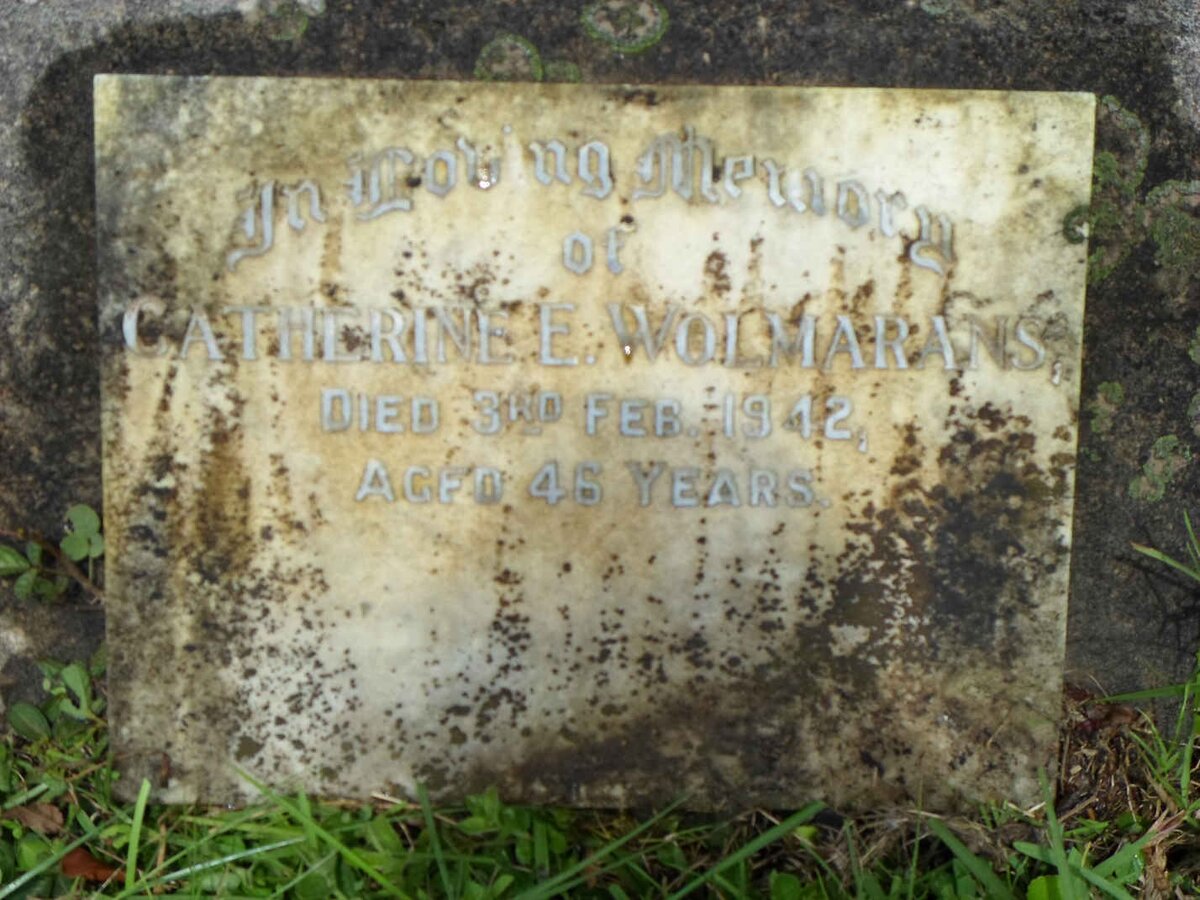 In Loving Memory
of
CATHERINE E. WOLMARANS,
DIED 3RD FEB. 1942,
AGED 46 YEARS.